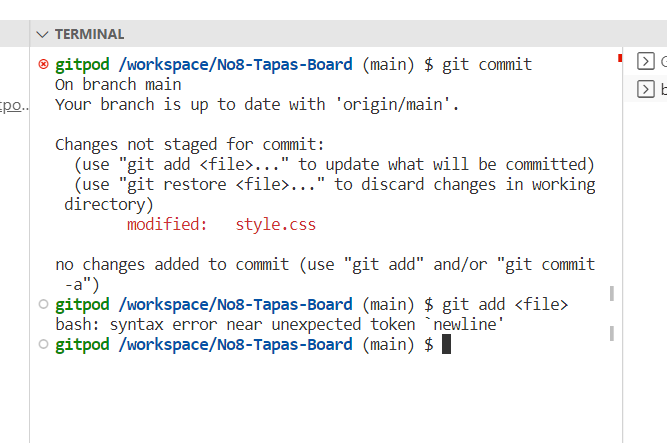 TERMINAL
gitpod /workspace/No8-Tapas-Board (main) $ git commit
On branch main
Your branch is up to date with 'origin/main'.
Changes not staged for commit:
(use "git add <file>..." to update what will be committed)
(use "git restore <file>..." to discard changes in working
directory)
modified: style.css
no changes added to commit (use "git add" and/or "git commit
-a")
gitpod /workspace/No8-Tapas-Board (main) $ git add <file>
bash: syntax error near unexpected token `newline'
gitpod /workspace/No8-Tapas-Board (main) $